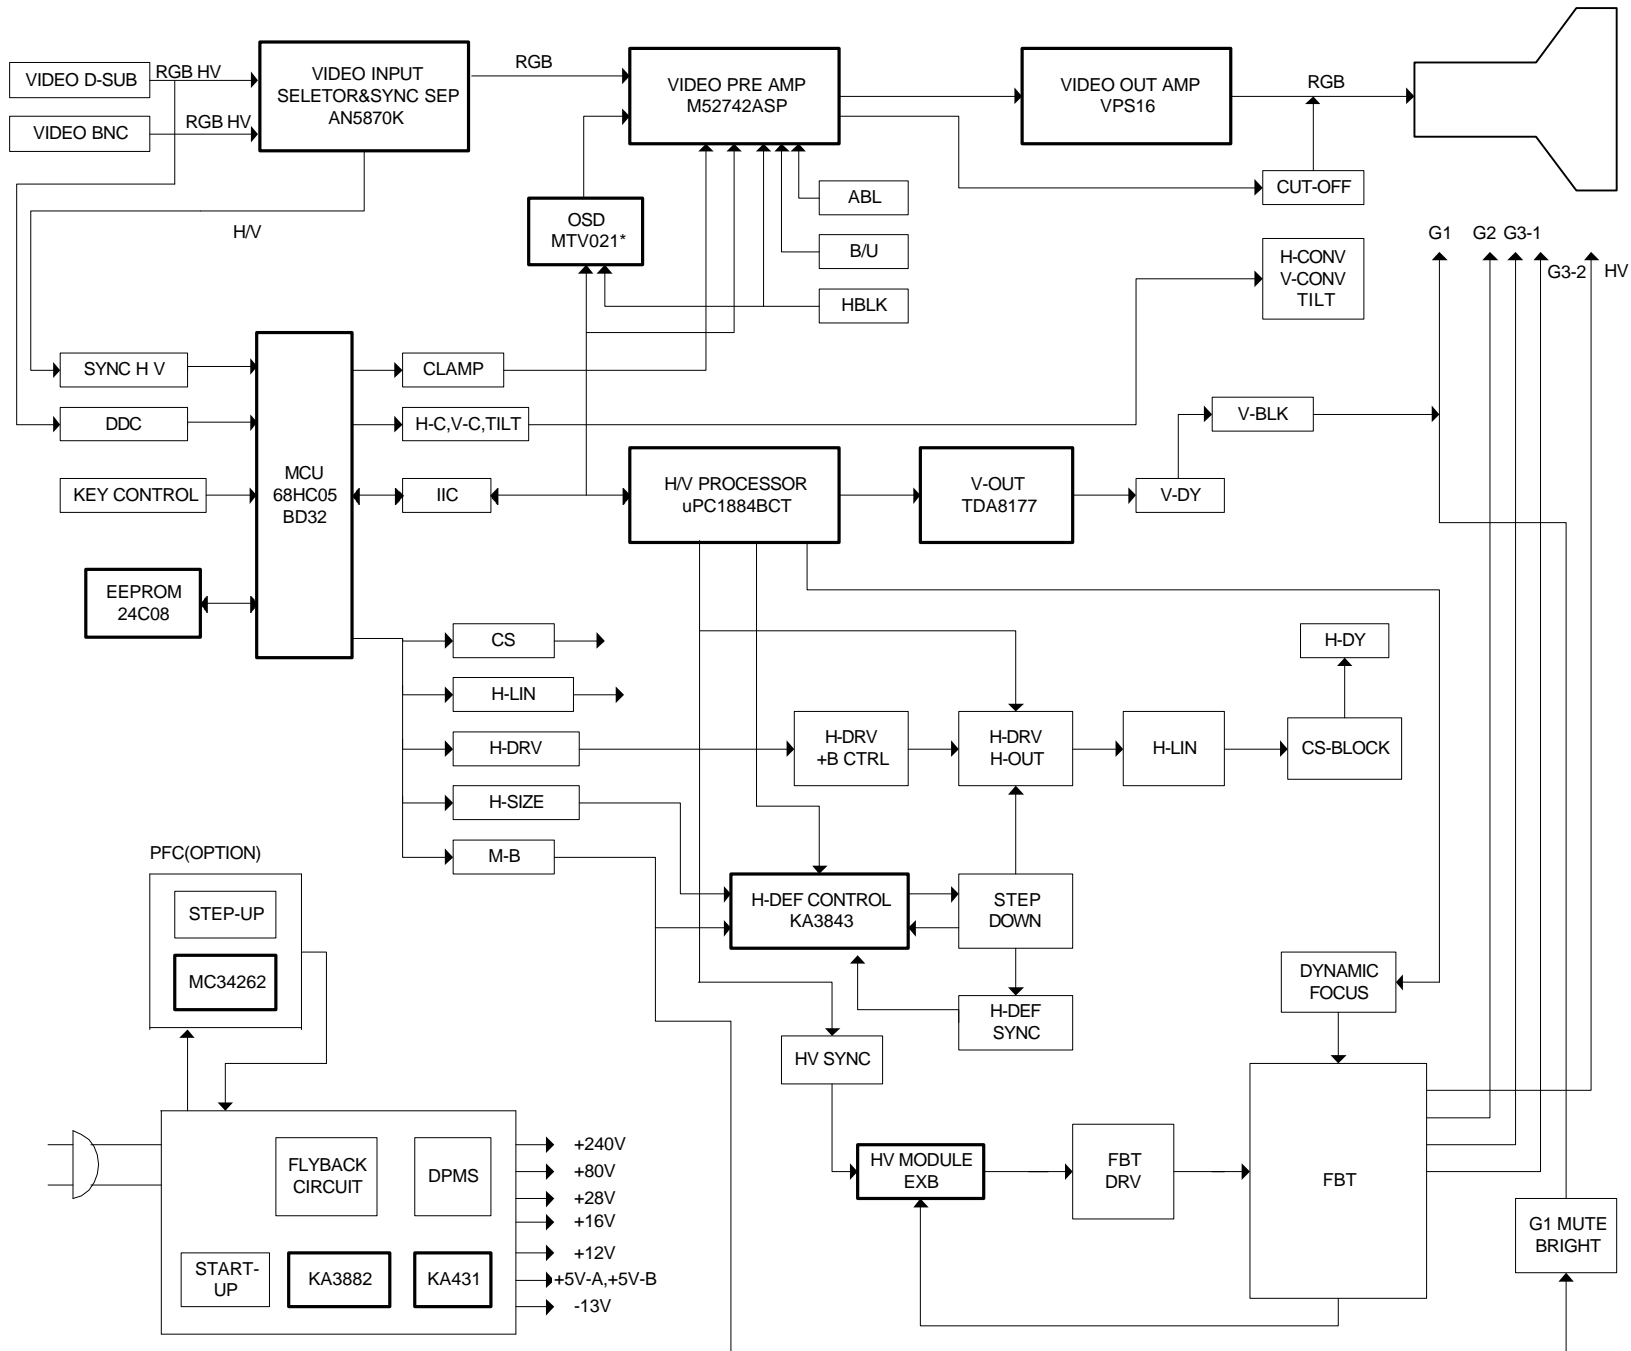 VIDEO D-SUB
RGB HV
VIDEO BNC
RGB HV
VIDEO INPUT
SELETOR&SYNC SEP
AN5870K
RGB
VIDEO PRE AMP
M52742ASP
VIDEO OUT AMP
VPS16
RGB
CUT-OFF
ABL
B/U
HBLK
OSD
MTV021*
H/V
H-CONV
V-CONV
TILT
G1
G2
G3-1
G3-2
HV
SYNC H V
DDC
KEY CONTROL
MCU
68HC05
BD32
EEPROM
24C08
CLAMP
H-C,V-C,TILT
IIC
H/V PROCESSOR
uPC1884BCT
V-OUT
TDA8177
V-DY
V-BLK
CS
H-LIN
H-DRV
H-SIZE
M-B
H-DRV
+B CTRL
H-DRV
H-OUT
H-LIN
CS-BLOCK
H-DY
H-DEF CONTROL
KA3843
STEP
DOWN
H-DEF
SYNC
HV SYNC
DYNAMIC
FOCUS
PFC(OPTION)
STEP-UP
MC34262
FLYBACK
CIRCUIT
DPMS
START-
UP
KA3882
KA431
+240V
+80V
+28V
+16V
+12V
+5V-A,+5V-B
-13V
HV MODULE
EXB
FBT
DRV
FBT
G1 MUTE
BRIGHT